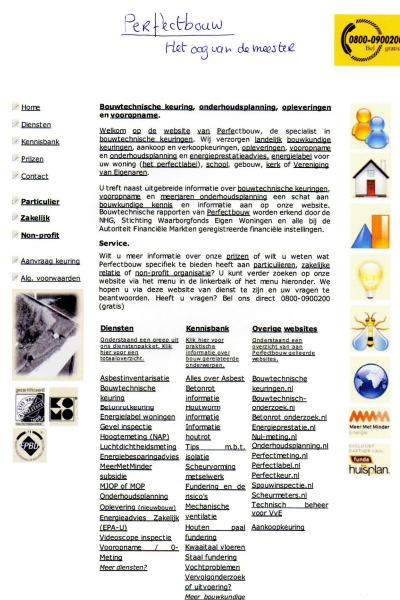 Perfectbouw
Het oog van de meester
0800-0900200
Bel gratis
Home
Diensten
Kennisbank
Prijzen
Contact
Particulier
Zakelijk
Non-profit
Aanvraag keuring
Alg. voorwaarden
gecertificeerd
EPBD
Bouwtechnische keuring, onderhoudsplanning, opleveringen
en vooropname.
Welkom op de website van Perfectbouw, de specialist in
bouwtechnische keuringen. Wij verzorgen landelijk bouwkundige
keuringen, aankoop en verkoopkeuringen, opleveringen, vooropname
en onderhoudsplanning en energieprestatieadvies, energielabel voor
uw woning (het perfectlabel), school, gebouw, kerk of Vereniging
van Eigenaren.
U treft naast uitgebreide informatie over bouwtechnische keuringen,
vooropname en meerjaren onderhoudsplanning een schat aan
bouwkundige kennis en informatie aan op onze website.
Bouwtechnische rapporten van Perfectbouw worden erkend door de
NHG, Stichting Waarborgfonds Eigen Woningen en alle bij de
Autoriteit Financiële Markten geregistreerde financiële instellingen.
Service.
Wilt u meer informatie over onze prijzen of wilt u weten wat
Perfectbouw specifiek te bieden heeft aan particulieren, zakelijke
relatie of non-profit organisatie? U kunt verder zoeken op onze
website via het menu in de linkerbalk of het menu hieronder. We
hopen u via deze website van dienst te zijn en uw vragen te
beantwoorden. Heeft u vragen? Bel ons direct 0800-0900200
(gratis)
Diensten
Onderstaand een greep uit
ons dienstenpakket. Klik
hier voor een
totaaloverzicht.
Asbestinventarisatie
Bouwtechnische
keuring
Betonrotkeuring
Energielabel woningen
Gevel inspectie
Hoogtemeting (NAP)
Luchtdichtheidsmeting
Energiebesparingadvies
MeerMetMinder
subsidie
MJOP of MOP
Onderhoudsplanning
Oplevering (nieuwbouw)
Energieadvies Zakelijk
(EPA-U)
Videoscope inspectie
Vooropname / 0-
Meting
Meer diensten?
Kennisbank
Klik hier voor
praktische
informatie over
bouw gerelateerde
onderwerpen.
Alles over Asbest
Betonrot
informatie
Houtworm
informatie
Informatie
houtrot
Tips m.b.t.
isolatie
Scheurvorming
metselwerk
Fundering en de
risico's
Mechanische
ventilatie
Houten paal
fundering
Kwaaitaal vloeren
Staal fundering
Vochtproblemen
Vervolgonderzoek
of uitvoering?
Meer bouwkundige
Overige websites
Onderstaand een
overzicht van aan
Perfectbouw gelieerde
websites.
Bouwtechnische
keuringen.nl
Bouwtechnisch-
onderzoek.nl
Betonrot onderzoek.nl
Energieprestatie.nl
Nul-meting.nl
Onderhoudsplanning.nl
Perfectmeting.nl
Perfectlabel.nl
Perfectkeur.nl
Spouwinspectie.nl
Scheurmeters.nl
Technisch beheer
voor VvE
Aankoopkeuring
Meer Met Minder
funda
huisplan.